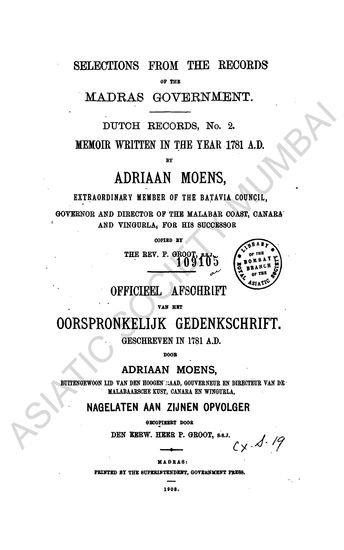 SELECTIONS FROM THE RECORDS
OF THE
MADRAS GOVERNMENT.
DUTCH RECORDS, No. 2.
MEMOIR WRITTEN IN THE YEAR 1781 A.D.
BY
ADRIAAN MOENS,
EXTRAORDINARY MEMBER OF THE BATAVIA COUNCIL,
GOVERNOR AND DIRECTOR OF THE MALABAR COAST, CANARA
AND VINGURLA, FOR HIS SUCCESSOR
COPIED BY
THE REV. P. GROOT, S.S.J.
109105
LIBRARY
OF THE
BOMBAY
BRANCH
OF THE
ROYAL ASIATIC SOCIETY
OFFICIEEL AFSCHRIFT
VAN HET
OORSPRONKELIJK GEDENKSCHRIFT.
GESCHREVEN IN 1781 A.D.
DOOR
ADRIAAN MOENS,
BUITENGEWOON LID VAN DEN HOOGEN RAAD, GOUVERNEUR EN DIRECTEUR VAN DE
MALABAARSCHE KUST, CANARA EN WINGURLA,
NAGELATEN AAN ZIJNEN OPVOLGER
GECOPIEERT DOOR
DEN EERW. HEER P. GROOT, S.S.J.
Cx-S-19
MADRAS:
PRINTED BY THE SUPERINTENDENT, GOVERNMENT PRESS.
1908.
ASIATIC SOCIETY MUMBAI